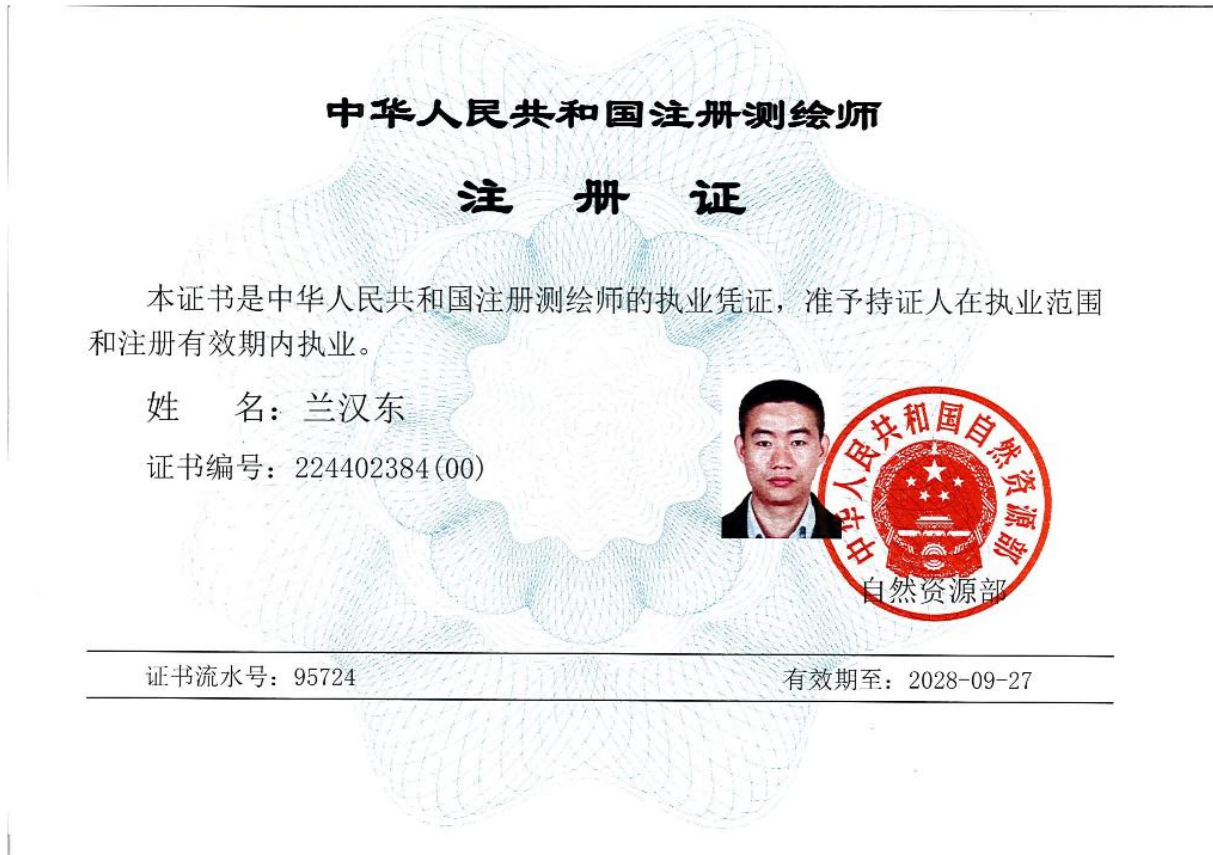 中华人民共和国注册测绘师
注 册 证
本证书是中华人民共和国注册测绘师的执业凭证，准予持证人在执业范围
和注册有效期内执业。
姓 名：兰汉东
证书编号：224402384(00)
中华人民共和国自然资源部
自然资源部
证书流水号：95724
有效期至：2028-09-27